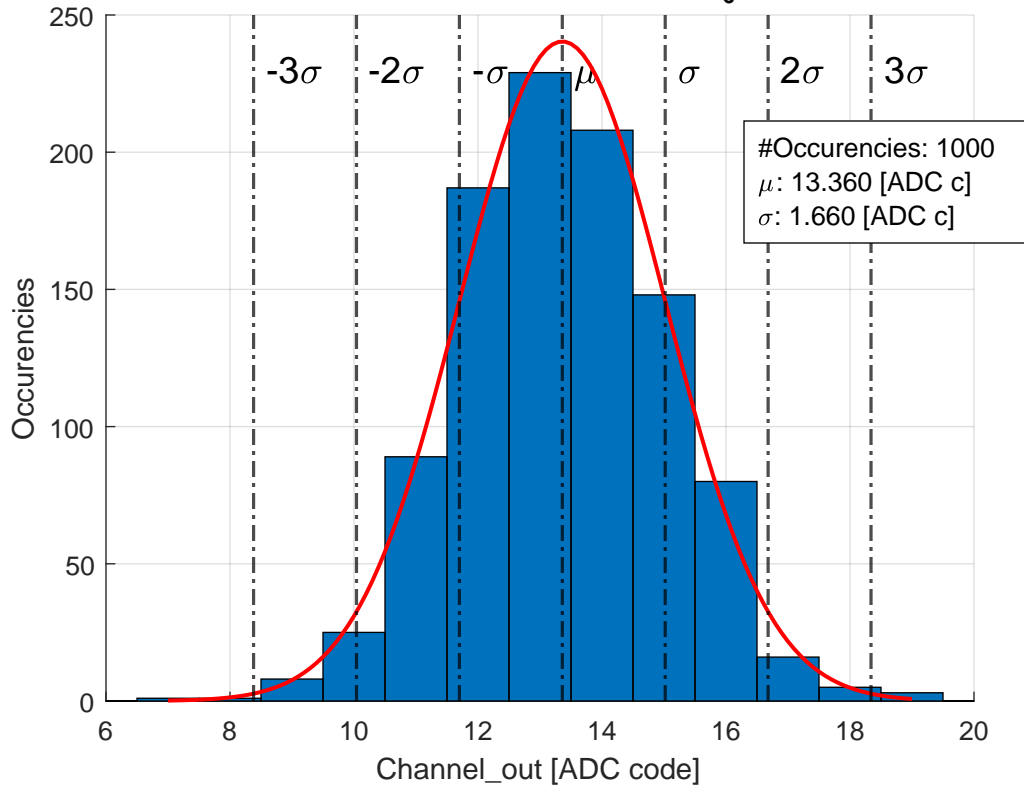 250
200
150
100
50
0
-3σ
-2σ
-σ
μ
σ
2σ
3σ
#Occurencies: 1000
μ: 13.360 [ADC c]
σ: 1.660 [ADC c]
Occurencies
6
8
10
12
14
16
18
20
Channel_out [ADC code]